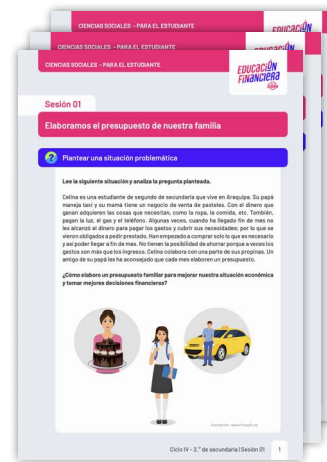 CIENCIAS SOCIALES - PARA EL ESTUDIANTE
CIENCIAS SOCIALES - PARA EL ESTUDIANTE
CIENCIAS SOCIALES - PARA EL ESTUDIANTE
EDUCACIÓN
FINANCIERA
Sesión 01
Elaboramos el presupuesto de nuestra familia
Plantear una situación problemática
Lee la siguiente situación y analiza la pregunta planteada.
Celina es una estudiante de segundo de secundaria que vive en Arequipa. Su papá
maneja taxi y su mamá tiene un negocio de venta de pasteles. Con el dinero que
ganan adquieren las cosas que necesitan, como la ropa, la comida, etc. También,
pagan la luz, el gas y el teléfono. Algunas veces, cuando ha llegado fin de mes no
les alcanzó el dinero para pagar los gastos y cubrir sus necesidades; por lo que se
vieron obligados a pedir prestado. Han empezado a comprar solo lo que es necesario
y así poder llegar a fin de mes. No tienen la posibilidad de ahorrar porque a veces los
gastos son más que los ingresos. Celina colabora con una parte de sus propinas. Un
amigo de su papá les ha aconsejado que cada mes elaboren un presupuesto.
¿Cómo elaboro un presupuesto familiar para mejorar nuestra situación económica
y tomar mejores decisiones financieras?
Ciclo IV - 2.° de secundaria | Sesión 01 1